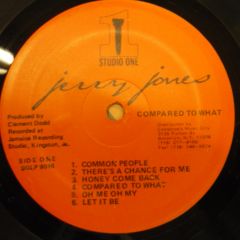 1
STUDIO ONE
jerry jones
COMPARED TO WHAT
Produced by
Clement Dodd
Recorded at
Jamaica Recording
Studio, Kingston, Ja.
Distributed by
SIDE ONE
1 COMMON PEOPLE
2 THERE'S A CHANCE FOR ME
3 HONEY COME BACK
4 COMPARED TO WHAT
5 OH ME OH MY
6 LET IT BE